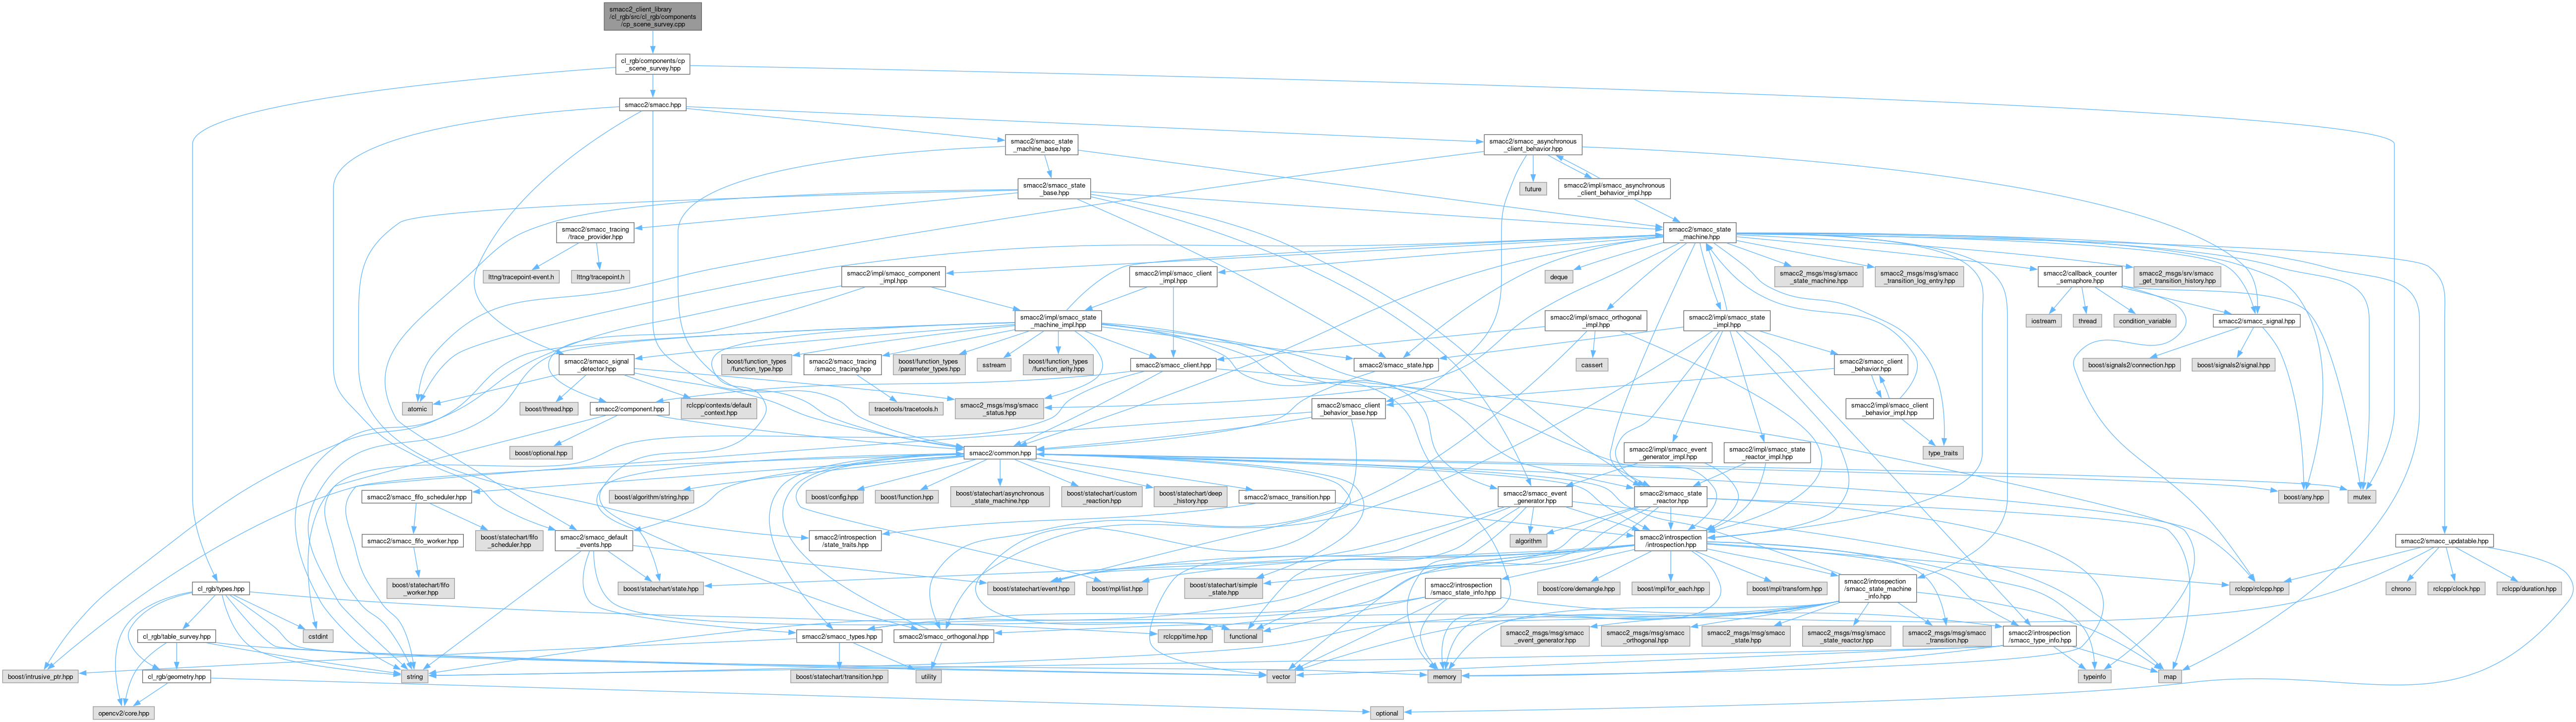 smacc2_client_library
/cl_rgb/src/cl_rgb/components
/cp_scene_survey.cpp
cl_rgb/components/cp
_scene_survey.hpp
smacc2/smacc.hpp
smacc2/smacc_state
_machine_base.hpp
smacc2/smacc_asynchronous
_client_behavior.hpp
smacc2/smacc_state
_base.hpp
future
smacc2/impl/smacc_asynchronous
_client_behavior_impl.hpp
smacc2/smacc_tracing
/trace_provider.hpp
smacc2/smacc_state
_machine.hpp
lttng/tracepoint-event.h
lttng/tracepoint.h
smacc2/impl/smacc_component
_impl.hpp
smacc2/impl/smacc_client
_impl.hpp
deque
smacc2_msgs/msg/smacc
_state_machine.hpp
smacc2_msgs/msg/smacc
_transition_log_entry.hpp
smacc2/callback_counter
_semaphore.hpp
smacc2_msgs/srv/smacc
_get_transition_history.hpp
smacc2/impl/smacc_state
_machine_impl.hpp
smacc2/impl/smacc_orthogonal
_impl.hpp
smacc2/impl/smacc_state
_impl.hpp
iostream
thread
condition_variable
smacc2/smacc_signal.hpp
smacc2/smacc_signal
_detector.hpp
boost/function_types
/function_type.hpp
smacc2/smacc_tracing
/smacc_tracing.hpp
boost/function_types
/parameter_types.hpp
sstream
boost/function_types
/function_arity.hpp
smacc2/smacc_client.hpp
smacc2/smacc_state.hpp
cassert
smacc2/smacc_client
_behavior.hpp
boost/signals2/connection.hpp
boost/signals2/signal.hpp
atomic
boost/thread.hpp
smacc2/component.hpp
rclcpp/contexts/default
_context.hpp
tracetools/tracetools.h
smacc2_msgs/msg/smacc
_status.hpp
smacc2/smacc_client
_behavior_base.hpp
smacc2/impl/smacc_client
_behavior_impl.hpp
boost/optional.hpp
smacc2/common.hpp
smacc2/impl/smacc_event
_generator_impl.hpp
smacc2/impl/smacc_state
_reactor_impl.hpp
type_traits
smacc2/smacc_fifo_scheduler.hpp
boost/algorithm/string.hpp
boost/config.hpp
boost/function.hpp
boost/statechart/asynchronous
_state_machine.hpp
boost/statechart/custom
_reaction.hpp
boost/statechart/deep
_history.hpp
smacc2/smacc_transition.hpp
smacc2/smacc_event
_generator.hpp
smacc2/smacc_state
_reactor.hpp
boost/any.hpp
mutex
smacc2/smacc_fifo_worker.hpp
boost/statechart/fifo
_scheduler.hpp
smacc2/smacc_default
_events.hpp
smacc2/introspection
/state_traits.hpp
algorithm
smacc2/introspection
/introspection.hpp
smacc2/smacc_updatable.hpp
cl_rgb/types.hpp
boost/statechart/fifo
_worker.hpp
boost/statechart/state.hpp
boost/statechart/event.hpp
boost/mpl/list.hpp
boost/statechart/simple
_state.hpp
smacc2/introspection
/smacc_state_info.hpp
boost/core/demangle.hpp
boost/mpl/for_each.hpp
boost/mpl/transform.hpp
smacc2/introspection
/smacc_state_machine
_info.hpp
rclcpp/rclcpp.hpp
chrono
rclcpp/clock.hpp
rclcpp/duration.hpp
cl_rgb/table_survey.hpp
cstdint
smacc2/smacc_types.hpp
smacc2/smacc_orthogonal.hpp
rclcpp/time.hpp
functional
smacc2_msgs/msg/smacc
_event_generator.hpp
smacc2_msgs/msg/smacc
_orthogonal.hpp
smacc2_msgs/msg/smacc
_state.hpp
smacc2_msgs/msg/smacc
_state_reactor.hpp
smacc2_msgs/msg/smacc
_transition.hpp
smacc2/introspection
/smacc_type_info.hpp
boost/intrusive_ptr.hpp
cl_rgb/geometry.hpp
string
boost/statechart/transition.hpp
utility
vector
memory
typeinfo
map
opencv2/core.hpp
optional